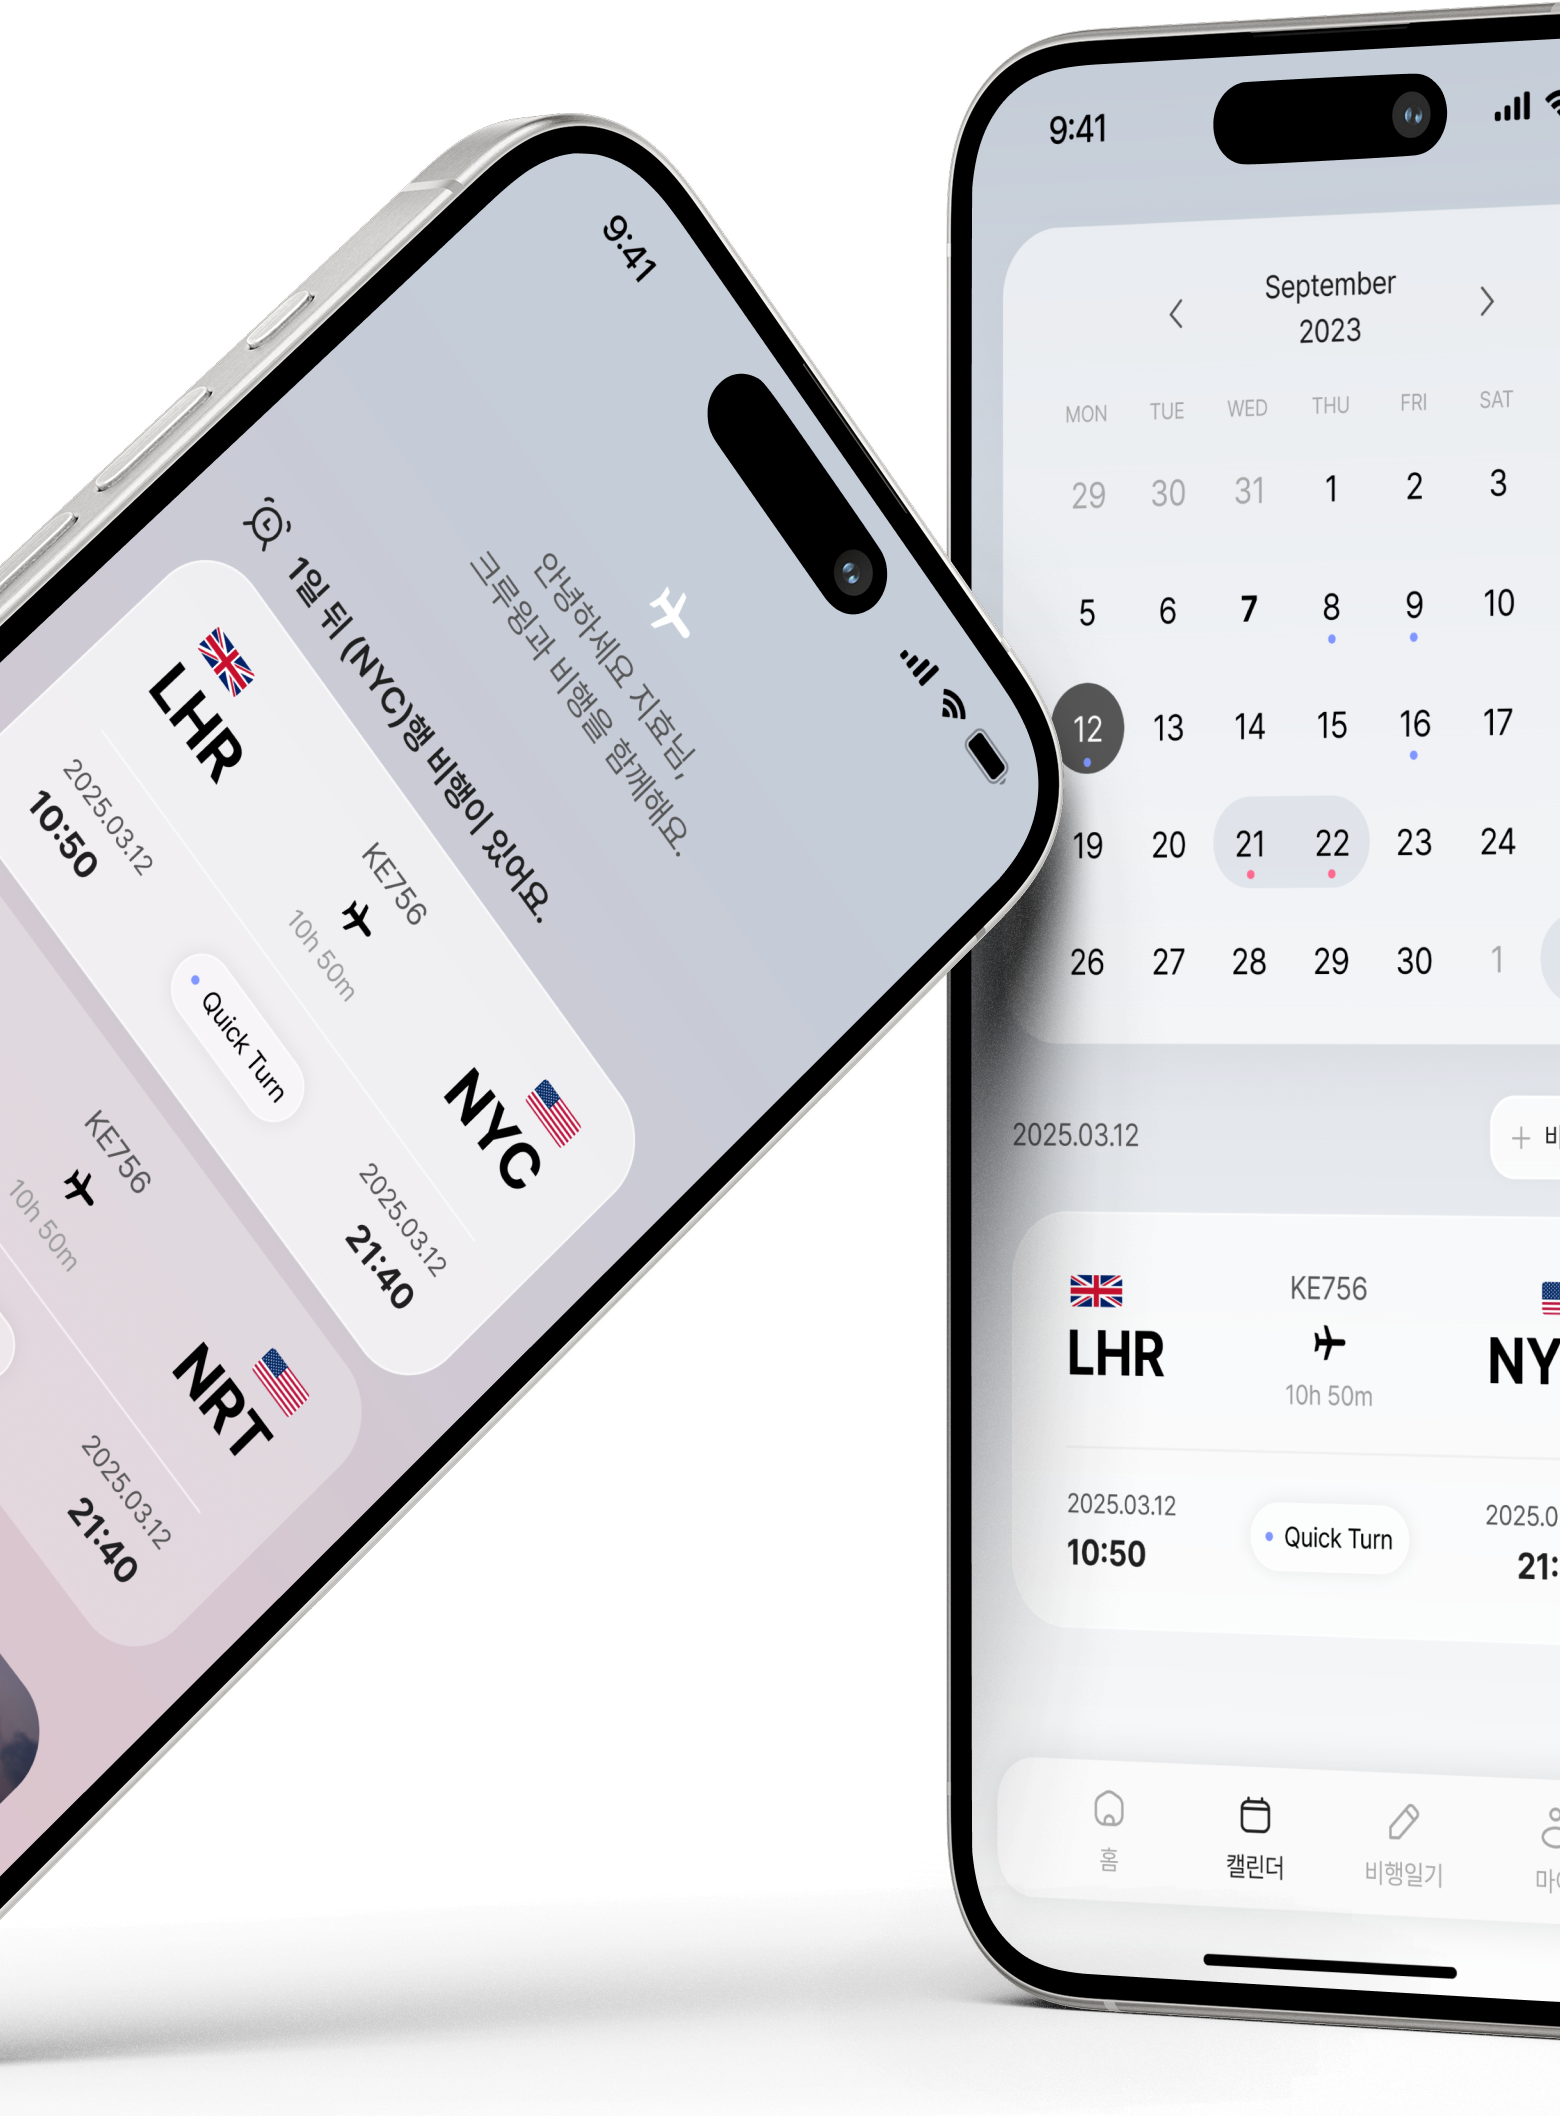 9:41
안녕하세요 지효님,
크루윙과 비행을 함께해요.
1일 뒤 (NYC)행 비행이 있어요.
LHR
KE756
10h 50m
NYC
2025.03.12
10:50
Quick Turn
2025.03.12
21:40
KE756
10h 50m
NRT
2025.03.12
21:40
9:41
September
2023
MON TUE WED THU FRI SAT
29 30 31 1 2 3
5 6 7 8 9 10
12 13 14 15 16 17
19 20 21 22 23 24
26 27 28 29 30 1
2025.03.12
+
LHR
KE756
10h 50m
NY
2025.03.12
10:50
Quick Turn
2025.0
21:
홈
캘린더
비행일기